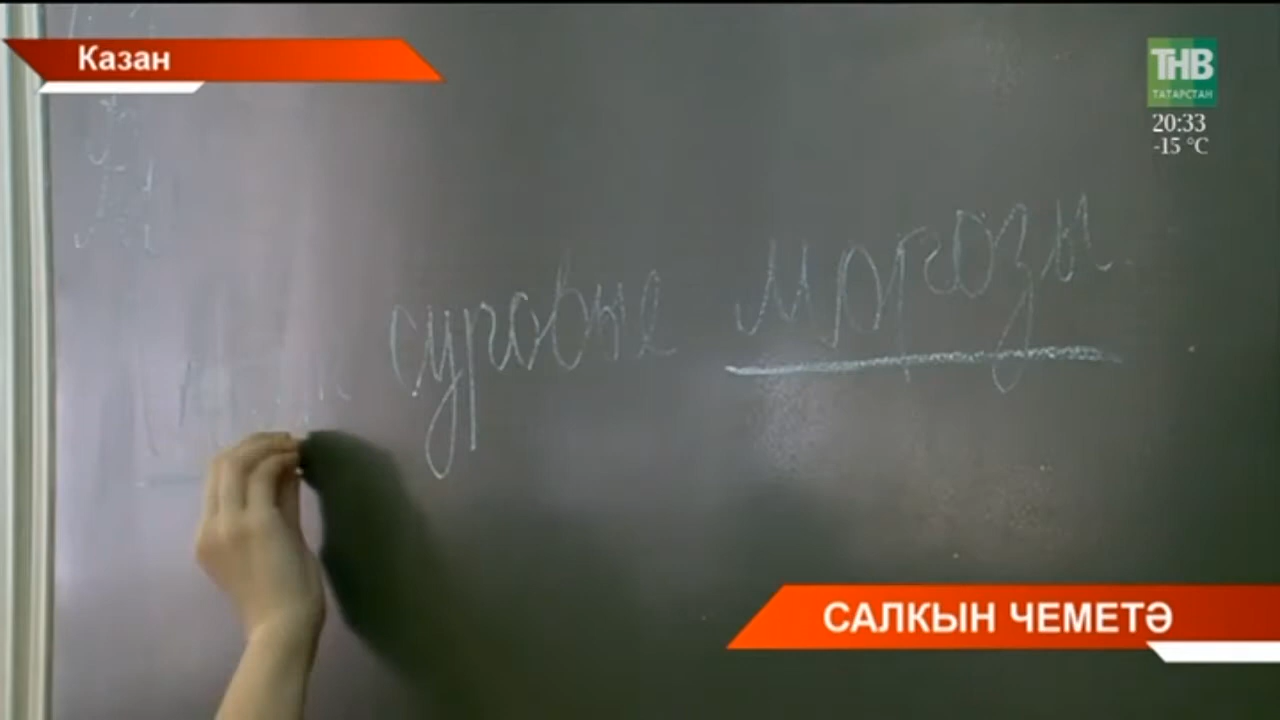 Казан
ТНВ
ТАТАРСТАН
20:33
-15 °C
суровые морозы
САЛКЫН ЧЕМЕТӘ